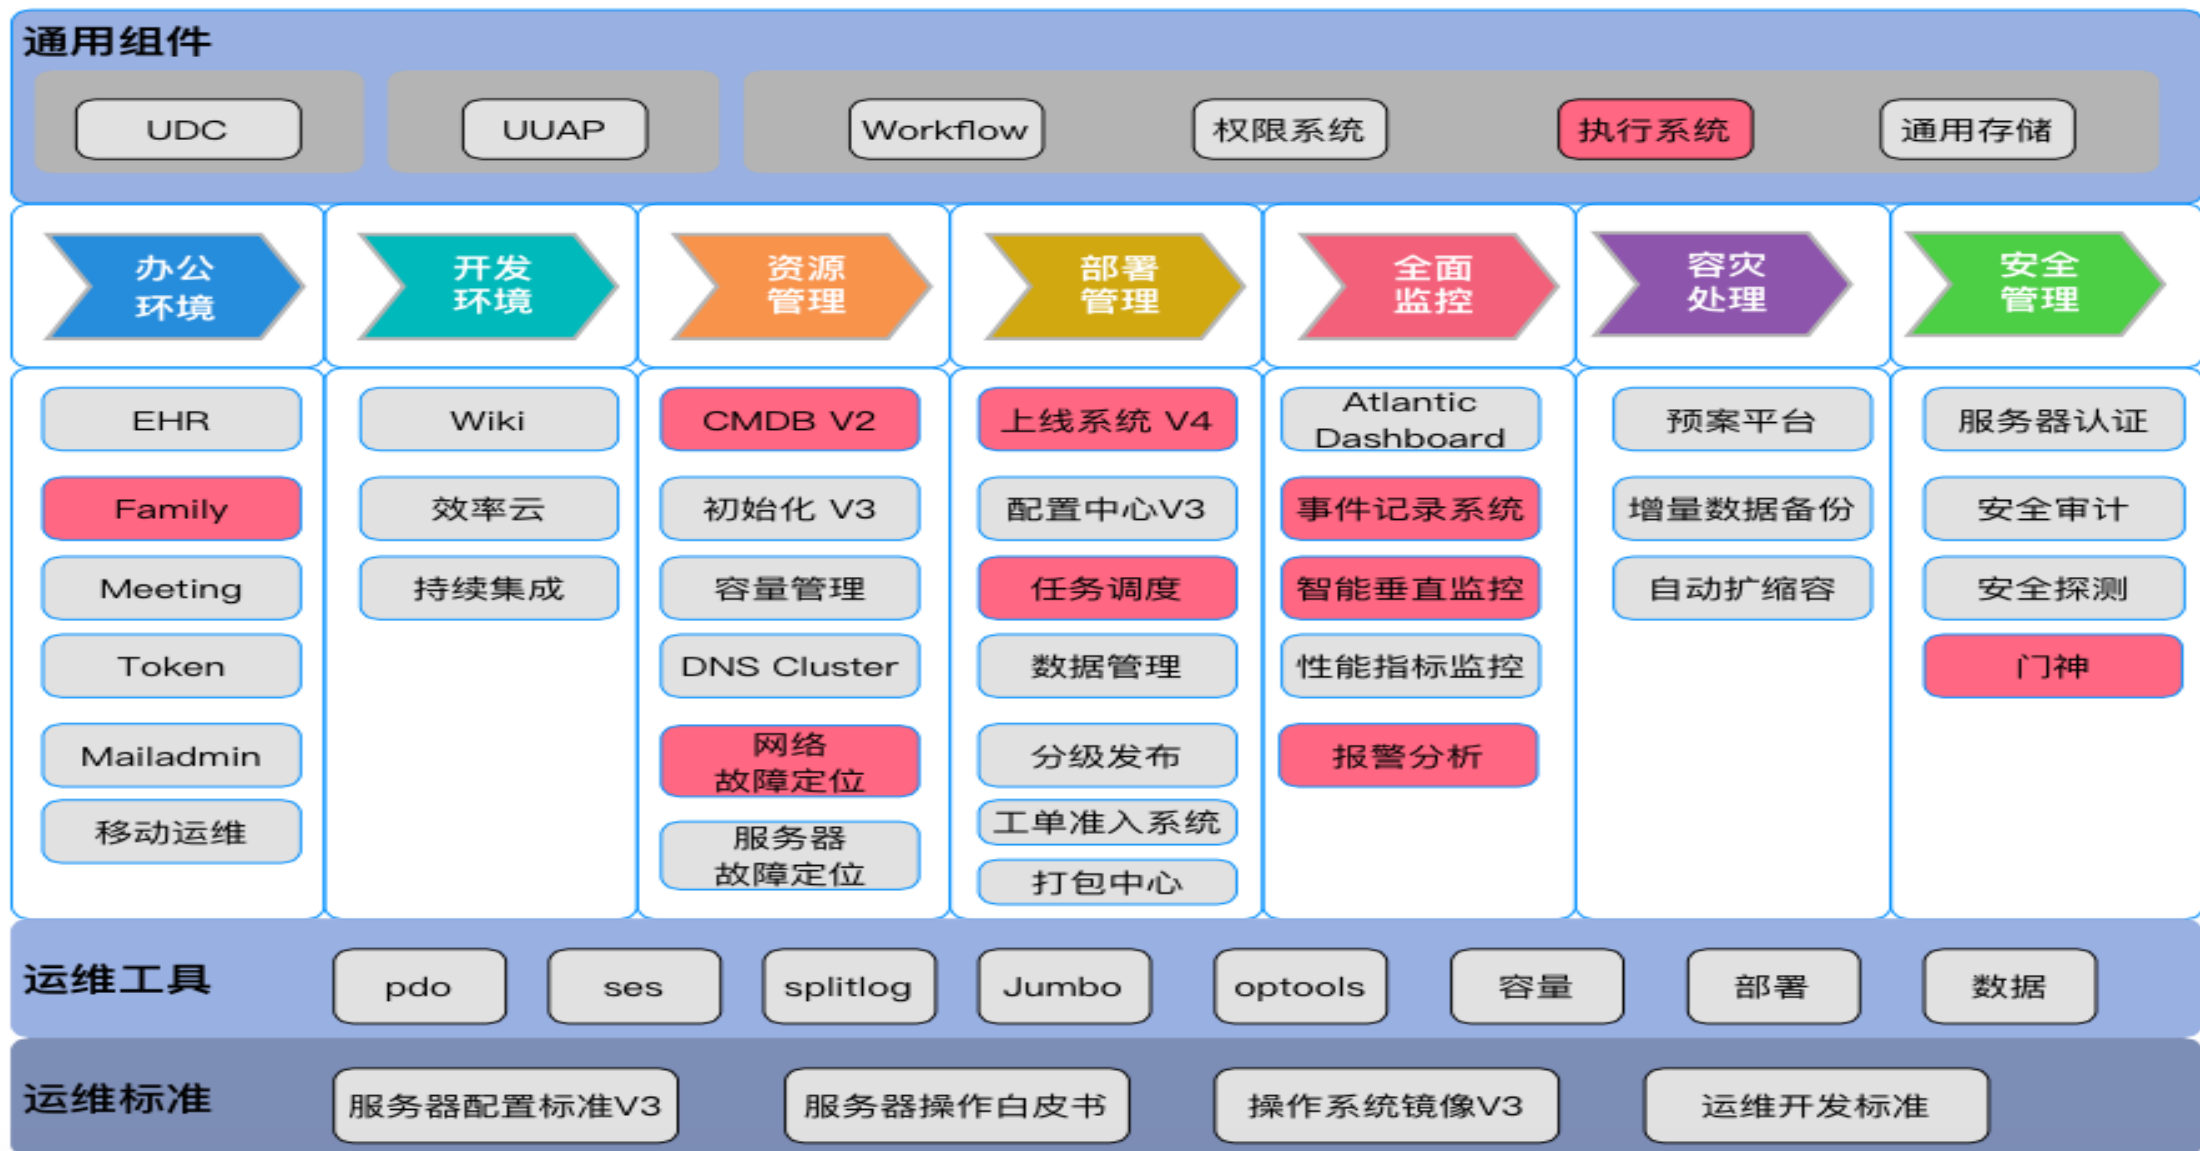 通用组件
UDC
UUAP
Workflow
权限系统
执行系统
通用存储
办公
环境
开发
环境
资源
管理
部署
管理
全面
监控
容灾
处理
安全
管理
EHR
Family
Meeting
Token
Mailadmin
移动运维
Wiki
效率云
持续集成
CMDB V2
初始化 V3
容量管理
DNS Cluster
网络
故障定位
服务器
故障定位
上线系统 V4
配置中心V3
任务调度
数据管理
分级发布
工单准入系统
打包中心
Atlantic
Dashboard
事件记录系统
智能垂直监控
性能指标监控
报警分析
预案平台
增量数据备份
自动扩缩容
服务器认证
安全审计
安全探测
门神
运维工具
pdo
ses
splitlog
Jumbo
optools
容量
部署
数据
运维标准
服务器配置标准V3
服务器操作白皮书
操作系统镜像V3
运维开发标准